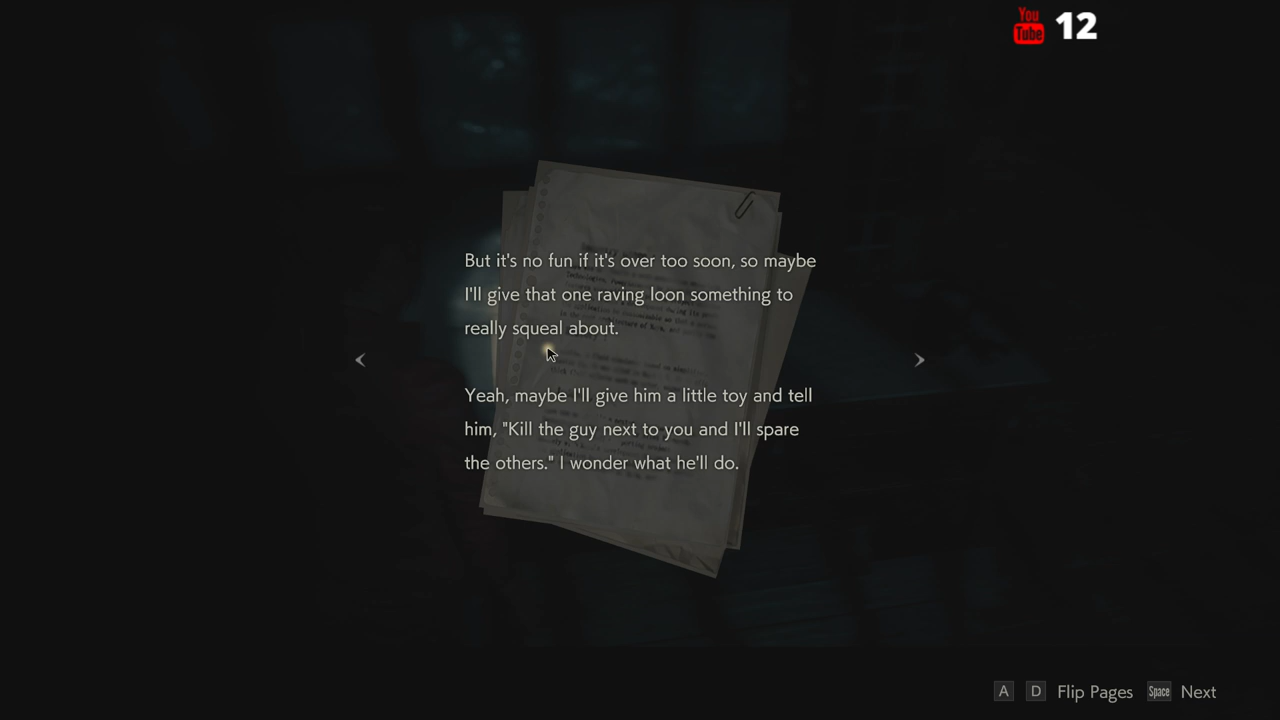 You
Tube 12
But it's no fun if it's over too soon, so maybe
I'll give that one raving loon something to
really squeal about.
Yeah, maybe I'll give him a little toy and tell
him, "Kill the guy next to you and I'll spare
the others." I wonder what he'll do.
A D Flip Pages Space Next